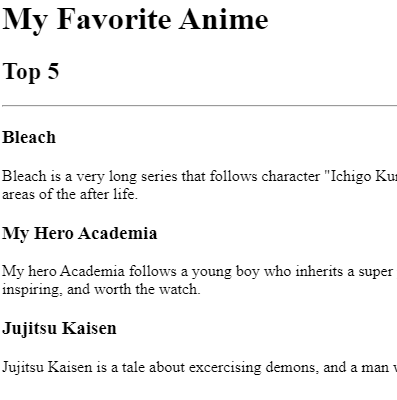 My Favorite Anime
Top 5
Bleach
Bleach is a very long series that follows character "Ichigo
areas of the after life.
My Hero Academia
My hero Academia follows a young boy who inherits a super
inspiring, and worth the watch.
Jujitsu Kaisen
Jujitsu Kaisen is a tale about excercising demons, and a man